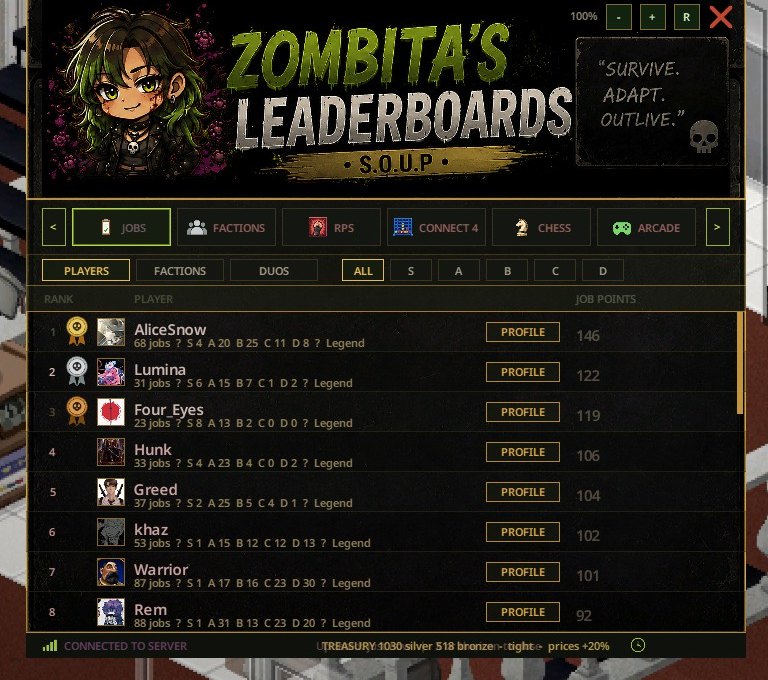 100% - + R
ZOMBITA'S
LEADERBOARDS
• S.O.U.P •
"SURVIVE.
ADAPT.
OUTLIVE."
< JOBS FACTIONS RPS CONNECT 4 CHESS ARCADE >
PLAYERS FACTIONS DUOS ALL S A B C D
RANK PLAYER JOB POINTS
1 AliceSnow PROFILE 146
68 jobs ? S 4 A 20 B 25 C 11 D 8 ? Legend
2 Lumina PROFILE 122
31 jobs ? S 6 A 15 B 7 C 1 D 2 ? Legend
3 Four_Eyes PROFILE 119
23 jobs ? S 8 A 13 B 2 C 0 D 0 ? Legend
4 Hunk PROFILE 106
33 jobs ? S 4 A 23 B 4 C 0 D 2 ? Legend
5 Greed PROFILE 104
37 jobs ? S 2 A 25 B 5 C 4 D 1 ? Legend
6 khaz PROFILE 102
53 jobs ? S 1 A 15 B 12 C 12 D 13 ? Legend
7 Warrior PROFILE 101
87 jobs ? S 1 A 17 B 16 C 23 D 30 ? Legend
8 Rem PROFILE 92
88 jobs ? S 1 A 31 B 13 C 23 D 20 ? Legend
CONNECTED TO SERVER TREASURY 1030 silver 518 bronze - tight - prices +20%